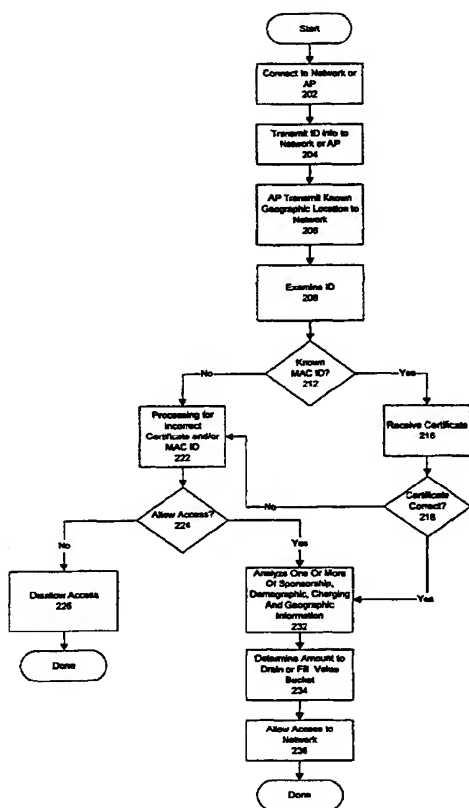 Start
Connect to Network or
AP
202
Transmit ID Info to
Network or AP
204
AP Transmit Known
Geographic Location to
Network
206
Examine ID
208
Known
MAC ID?
212
No
Yes
Processing for
Incorrect
Certificate and/or
MAC ID
222
Receive Certificate
216
Certificate
Correct?
218
No
Yes
Allow Access?
224
No
Yes
Disallow Access
226
Done
Analyze One Or More
Of Sponsorship,
Demographic, Charging
And Geographic
Information
232
Determine Amount to
Drain or Fill Value
Bucket
234
Allow Access to
Network
236
Done